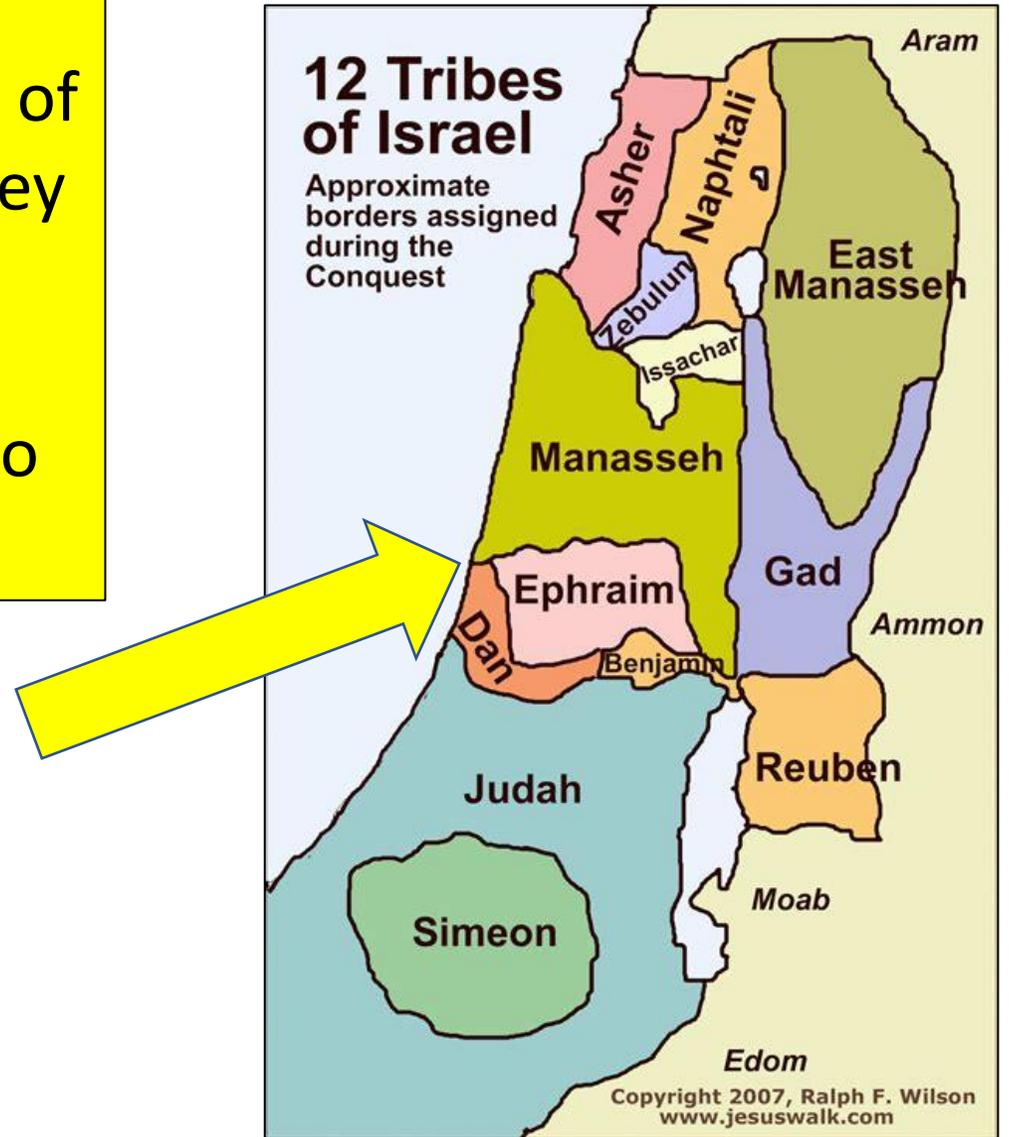 of
ey
o
12 Tribes
of Israel
Approximate
borders assigned
during the
Conquest
Aram
Asher
Naphtali
East
Manasseh
Zebulun
Issachar
Manasseh
Ephraim
Gad
Dan
Benjamin
Ammon
Reuben
Judah
Moab
Simeon
Edom
Copyright 2007, Ralph F. Wilson
www.jesuswalk.com